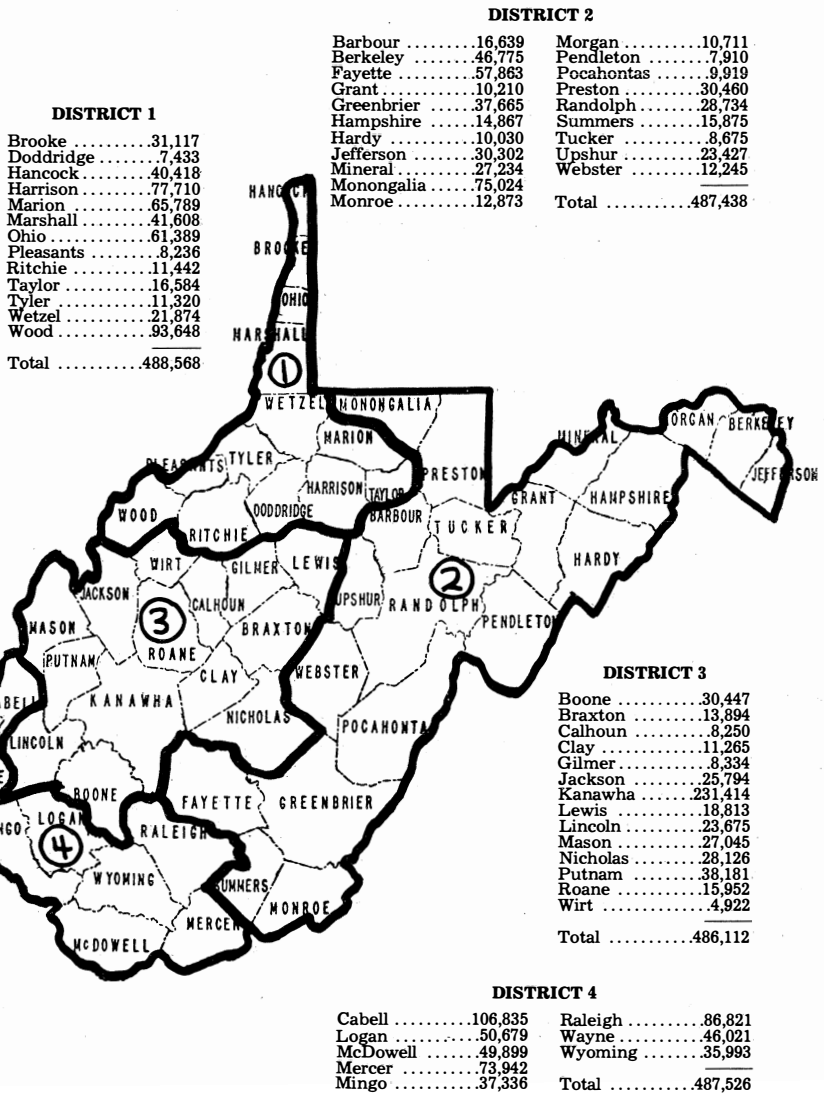 DISTRICT 2
Barbour .........16,639
Berkeley .........46,775
Fayette ..........57,863
Grant ............10,210
Greenbrier ......37,665
Hampshire ......14,867
Hardy ...........10,030
Jefferson ........30,302
Mineral ..........27,234
Monongalia ......75,024
Monroe ..........12,873
Morgan ..........10,711
Pendleton .........7,910
Pocahontas .......9,919
Preston ..........30,460
Randolph ........28,734
Summers ........15,875
Tucker ............8,675
Upshur ..........23,427
Webster .........12,245
Total ..........487,438
DISTRICT 1
Brooke ..........31,117
Doddridge ........7,433
Hancock .........40,418
Harrison .........77,710
Marion ..........65,789
Marshall .........41,608
Ohio .............61,389
Pleasants .........8,236
Ritchie ...........11,442
Taylor ...........16,584
Tyler ............11,320
Wetzel ...........21,874
Wood ............93,648
Total ...........488,568
HANCOCK
BROOKE
OHIO
MARSHALL
1
WETZEL
MONONGALIA
MARION
PLEASANTS
TYLER
PRESTON
MINERAL
MORGAN
BERKELEY
JEFFERSON
WOOD
RITCHIE
DODDRIDGE
HARRISON
TAYLOR
BARBOUR
TUCKER
GRANT
HAMPSHIRE
HARDY
WIRT
GILMER
LEWIS
JACKSON
3
CALHOUN
UPSHUR
2
RANDOLPH
PENDLETON
MASON
ROANE
BRAXTON
PUTNAM
CLAY
WEBSTER
ABELL
KANAWHA
NICHOLAS
POCAHONTA
LINCOLN
E
BOONE
FAYETTE
GREENBRIER
NGO
LOGAN
4
RALEIGH
WYOMING
SUMMERS
MONROE
MERCER
McDOWELL
DISTRICT 3
Boone ...........30,447
Braxton .........13,894
Calhoun ..........8,250
Clay .............11,265
Gilmer ............8,334
Jackson ..........25,794
Kanawha .......231,414
Lewis ............18,813
Lincoln ..........23,675
Mason ...........27,045
Nicholas .........28,126
Putnam ..........38,181
Roane ...........15,952
Wirt ..............4,922
Total ...........486,112
DISTRICT 4
Cabell ..........106,835
Logan ...........50,679
McDowell .......49,899
Mercer ..........73,942
Mingo ...........37,336
Raleigh ..........86,821
Wayne ...........46,021
Wyoming ........35,993
Total ...........487,526